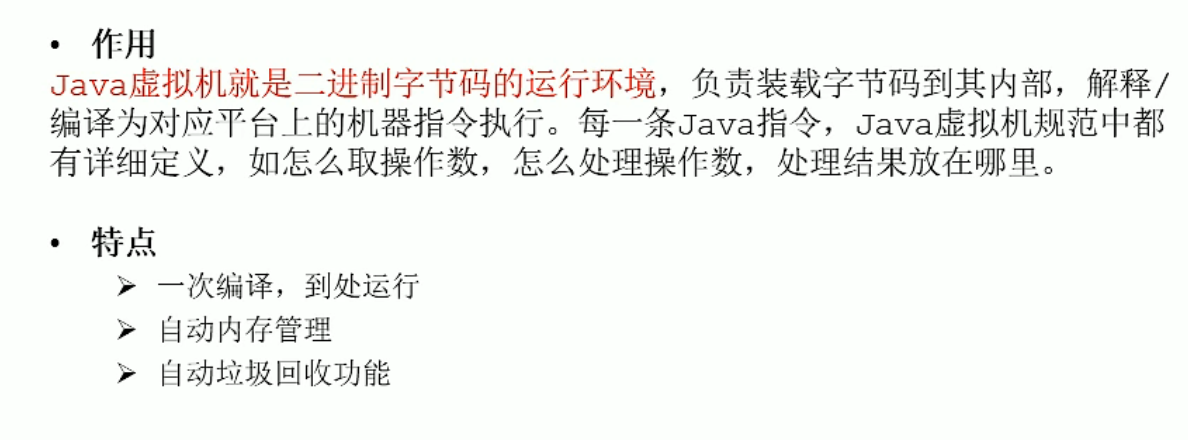 • 作用
Java虚拟机就是二进制字节码的运行环境，负责装载字节码到其内部，解释/
编译为对应平台上的机器指令执行。每一条Java指令，Java虚拟机规范中都
有详细定义，如怎么取操作数，怎么处理操作数，处理结果放在哪里。
• 特点
➢ 一次编译，到处运行
➢ 自动内存管理
➢ 自动垃圾回收功能